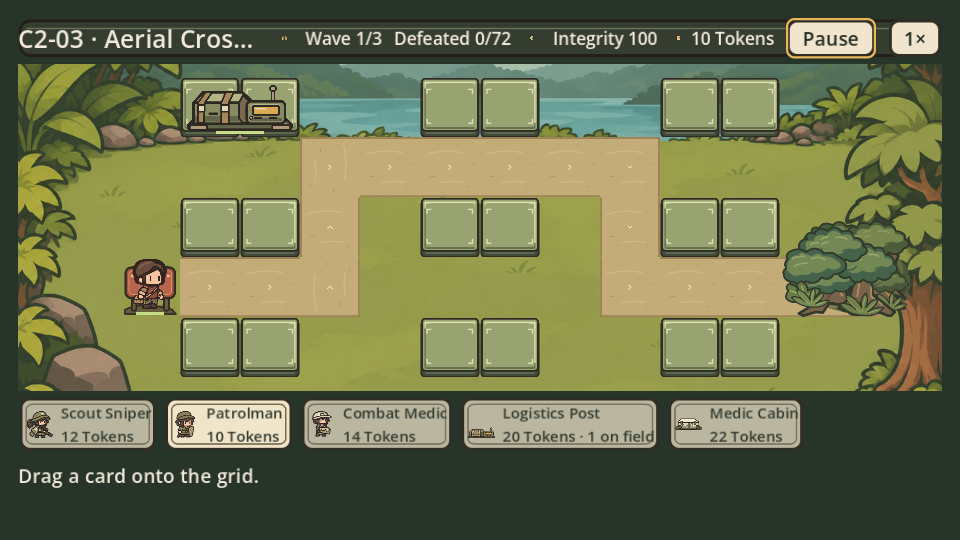 C2-03 · Aerial Cros...
Wave 1/3 Defeated 0/72
Integrity 100
10 Tokens
Pause
1×
Scout Sniper
12 Tokens
Patrolman
10 Tokens
Combat Medic
14 Tokens
Logistics Post
20 Tokens · 1 on field
Medic Cabin
22 Tokens
Drag a card onto the grid.